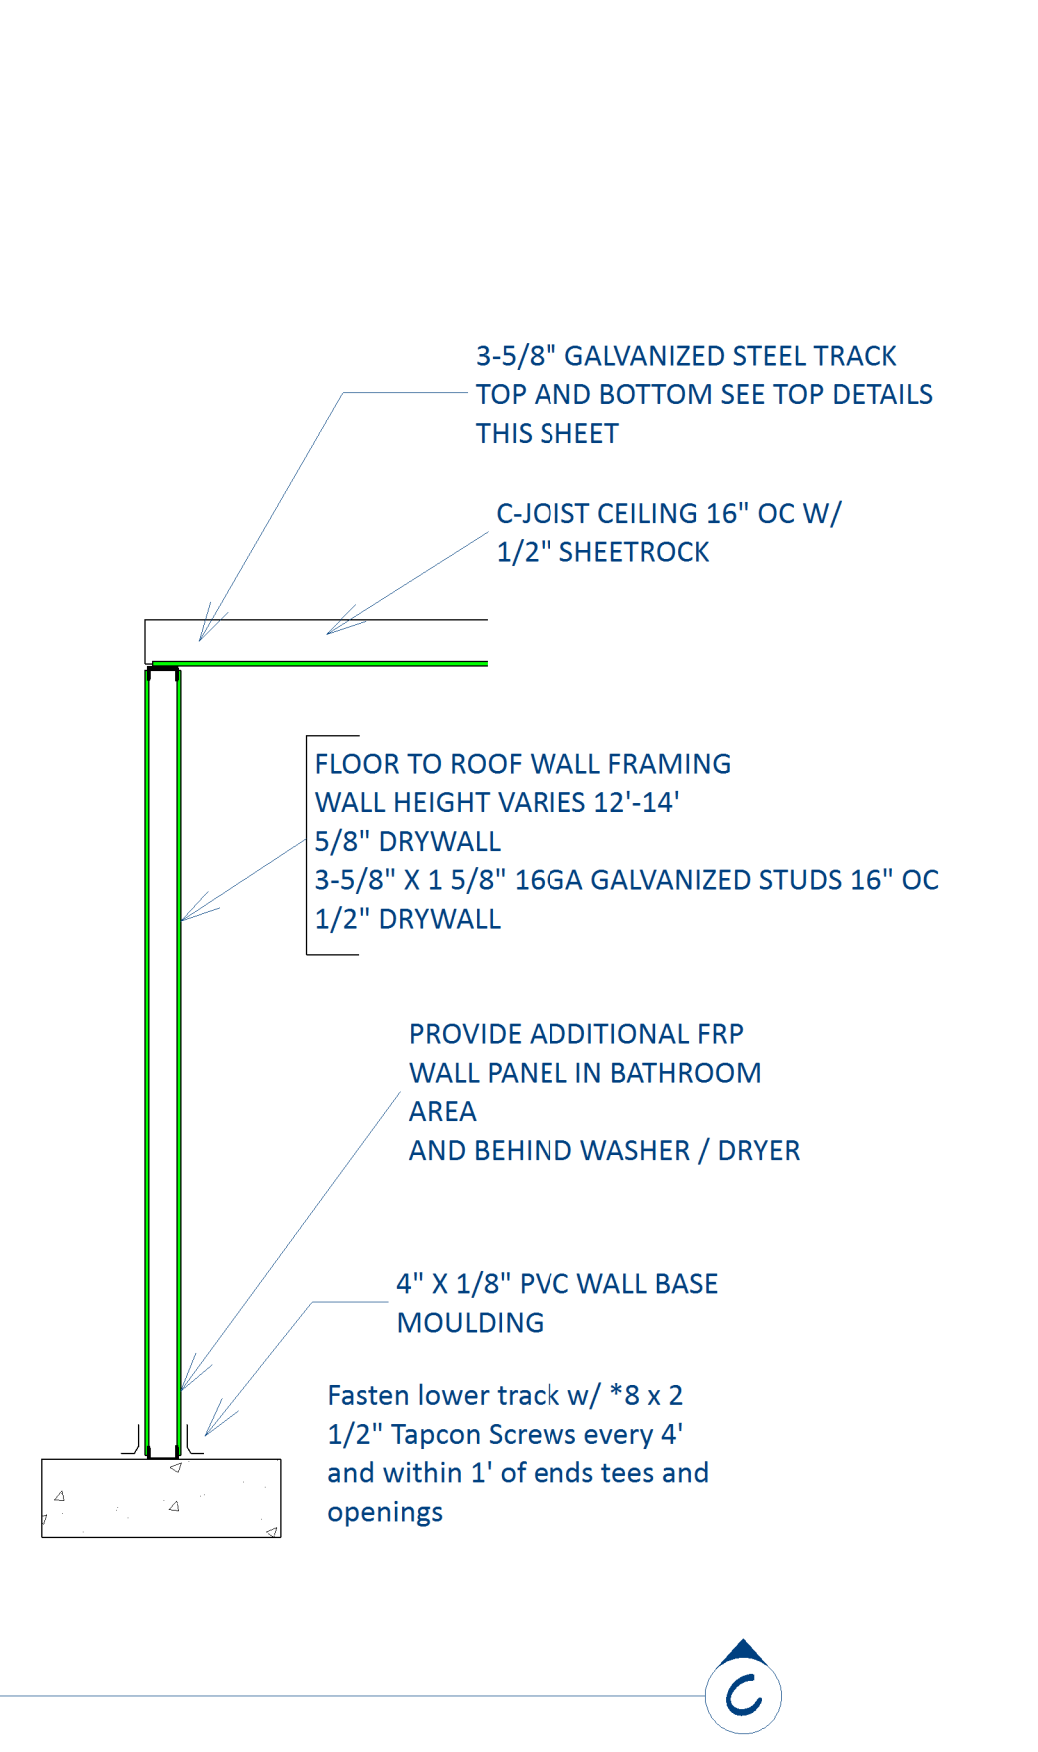 3-5/8" GALVANIZED STEEL TRACK
TOP AND BOTTOM SEE TOP DETAILS
THIS SHEET
C-JOIST CEILING 16" OC W/
1/2" SHEETROCK
FLOOR TO ROOF WALL FRAMING
WALL HEIGHT VARIES 12'-14'
5/8" DRYWALL
3-5/8" X 1 5/8" 16GA GALVANIZED STUDS 16" OC
1/2" DRYWALL
PROVIDE ADDITIONAL FRP
WALL PANEL IN BATHROOM
AREA
AND BEHIND WASHER / DRYER
4" X 1/8" PVC WALL BASE
MOULDING
Fasten lower track w/ *8 x 2
1/2" Tapcon Screws every 4'
and within 1' of ends tees and
openings
C